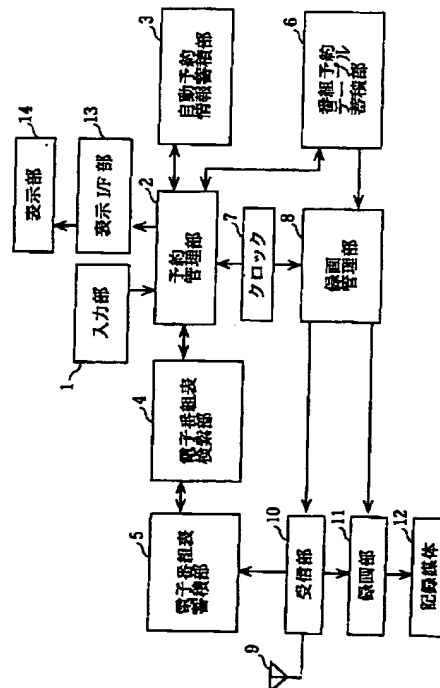 14
表示部
13
表示 I/F 部
3
自動予約
情報蓄積部
1
入力部
2
予約
管理部
4
電子番組表
検索部
5
電子番組表
蓄積部
7
クロック
6
番組予約
テーブル
蓄積部
8
録画
管理部
9
10
受信部
11
録画部
12
記録媒体